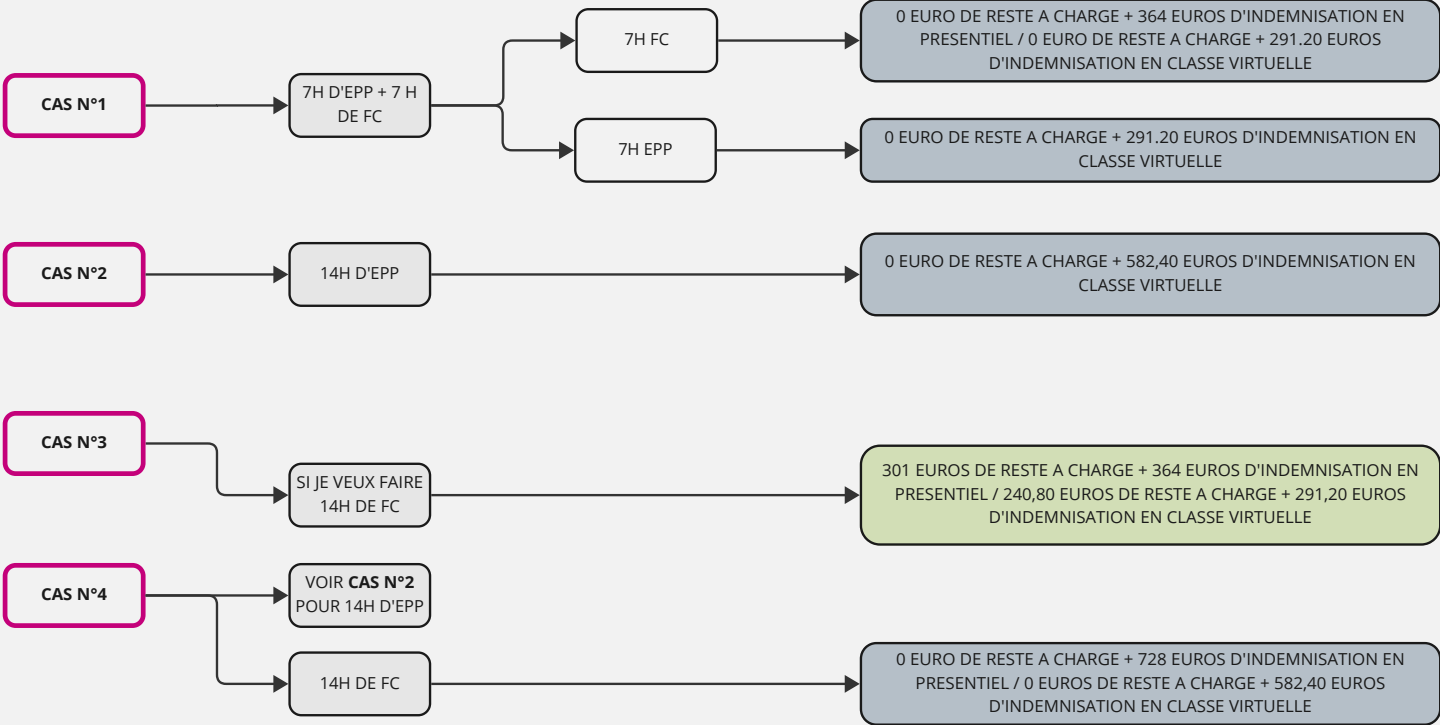 CAS N°1
7H D'EPP + 7 H
DE FC
7H FC
0 EURO DE RESTE A CHARGE + 364 EUROS D'INDEMNISATION EN
PRESENTIEL / 0 EURO DE RESTE A CHARGE + 291.20 EUROS
D'INDEMNISATION EN CLASSE VIRTUELLE
7H EPP
0 EURO DE RESTE A CHARGE + 291.20 EUROS D'INDEMNISATION EN
CLASSE VIRTUELLE
CAS N°2
14H D'EPP
0 EURO DE RESTE A CHARGE + 582,40 EUROS D'INDEMNISATION EN
CLASSE VIRTUELLE
CAS N°3
SI JE VEUX FAIRE
14H DE FC
301 EUROS DE RESTE A CHARGE + 364 EUROS D'INDEMNISATION EN
PRESENTIEL / 240,80 EUROS DE RESTE A CHARGE + 291,20 EUROS
D'INDEMNISATION EN CLASSE VIRTUELLE
CAS N°4
VOIR CAS N°2
POUR 14H D'EPP
14H DE FC
0 EURO DE RESTE A CHARGE + 728 EUROS D'INDEMNISATION EN
PRESENTIEL / 0 EUROS DE RESTE A CHARGE + 582,40 EUROS
D'INDEMNISATION EN CLASSE VIRTUELLE